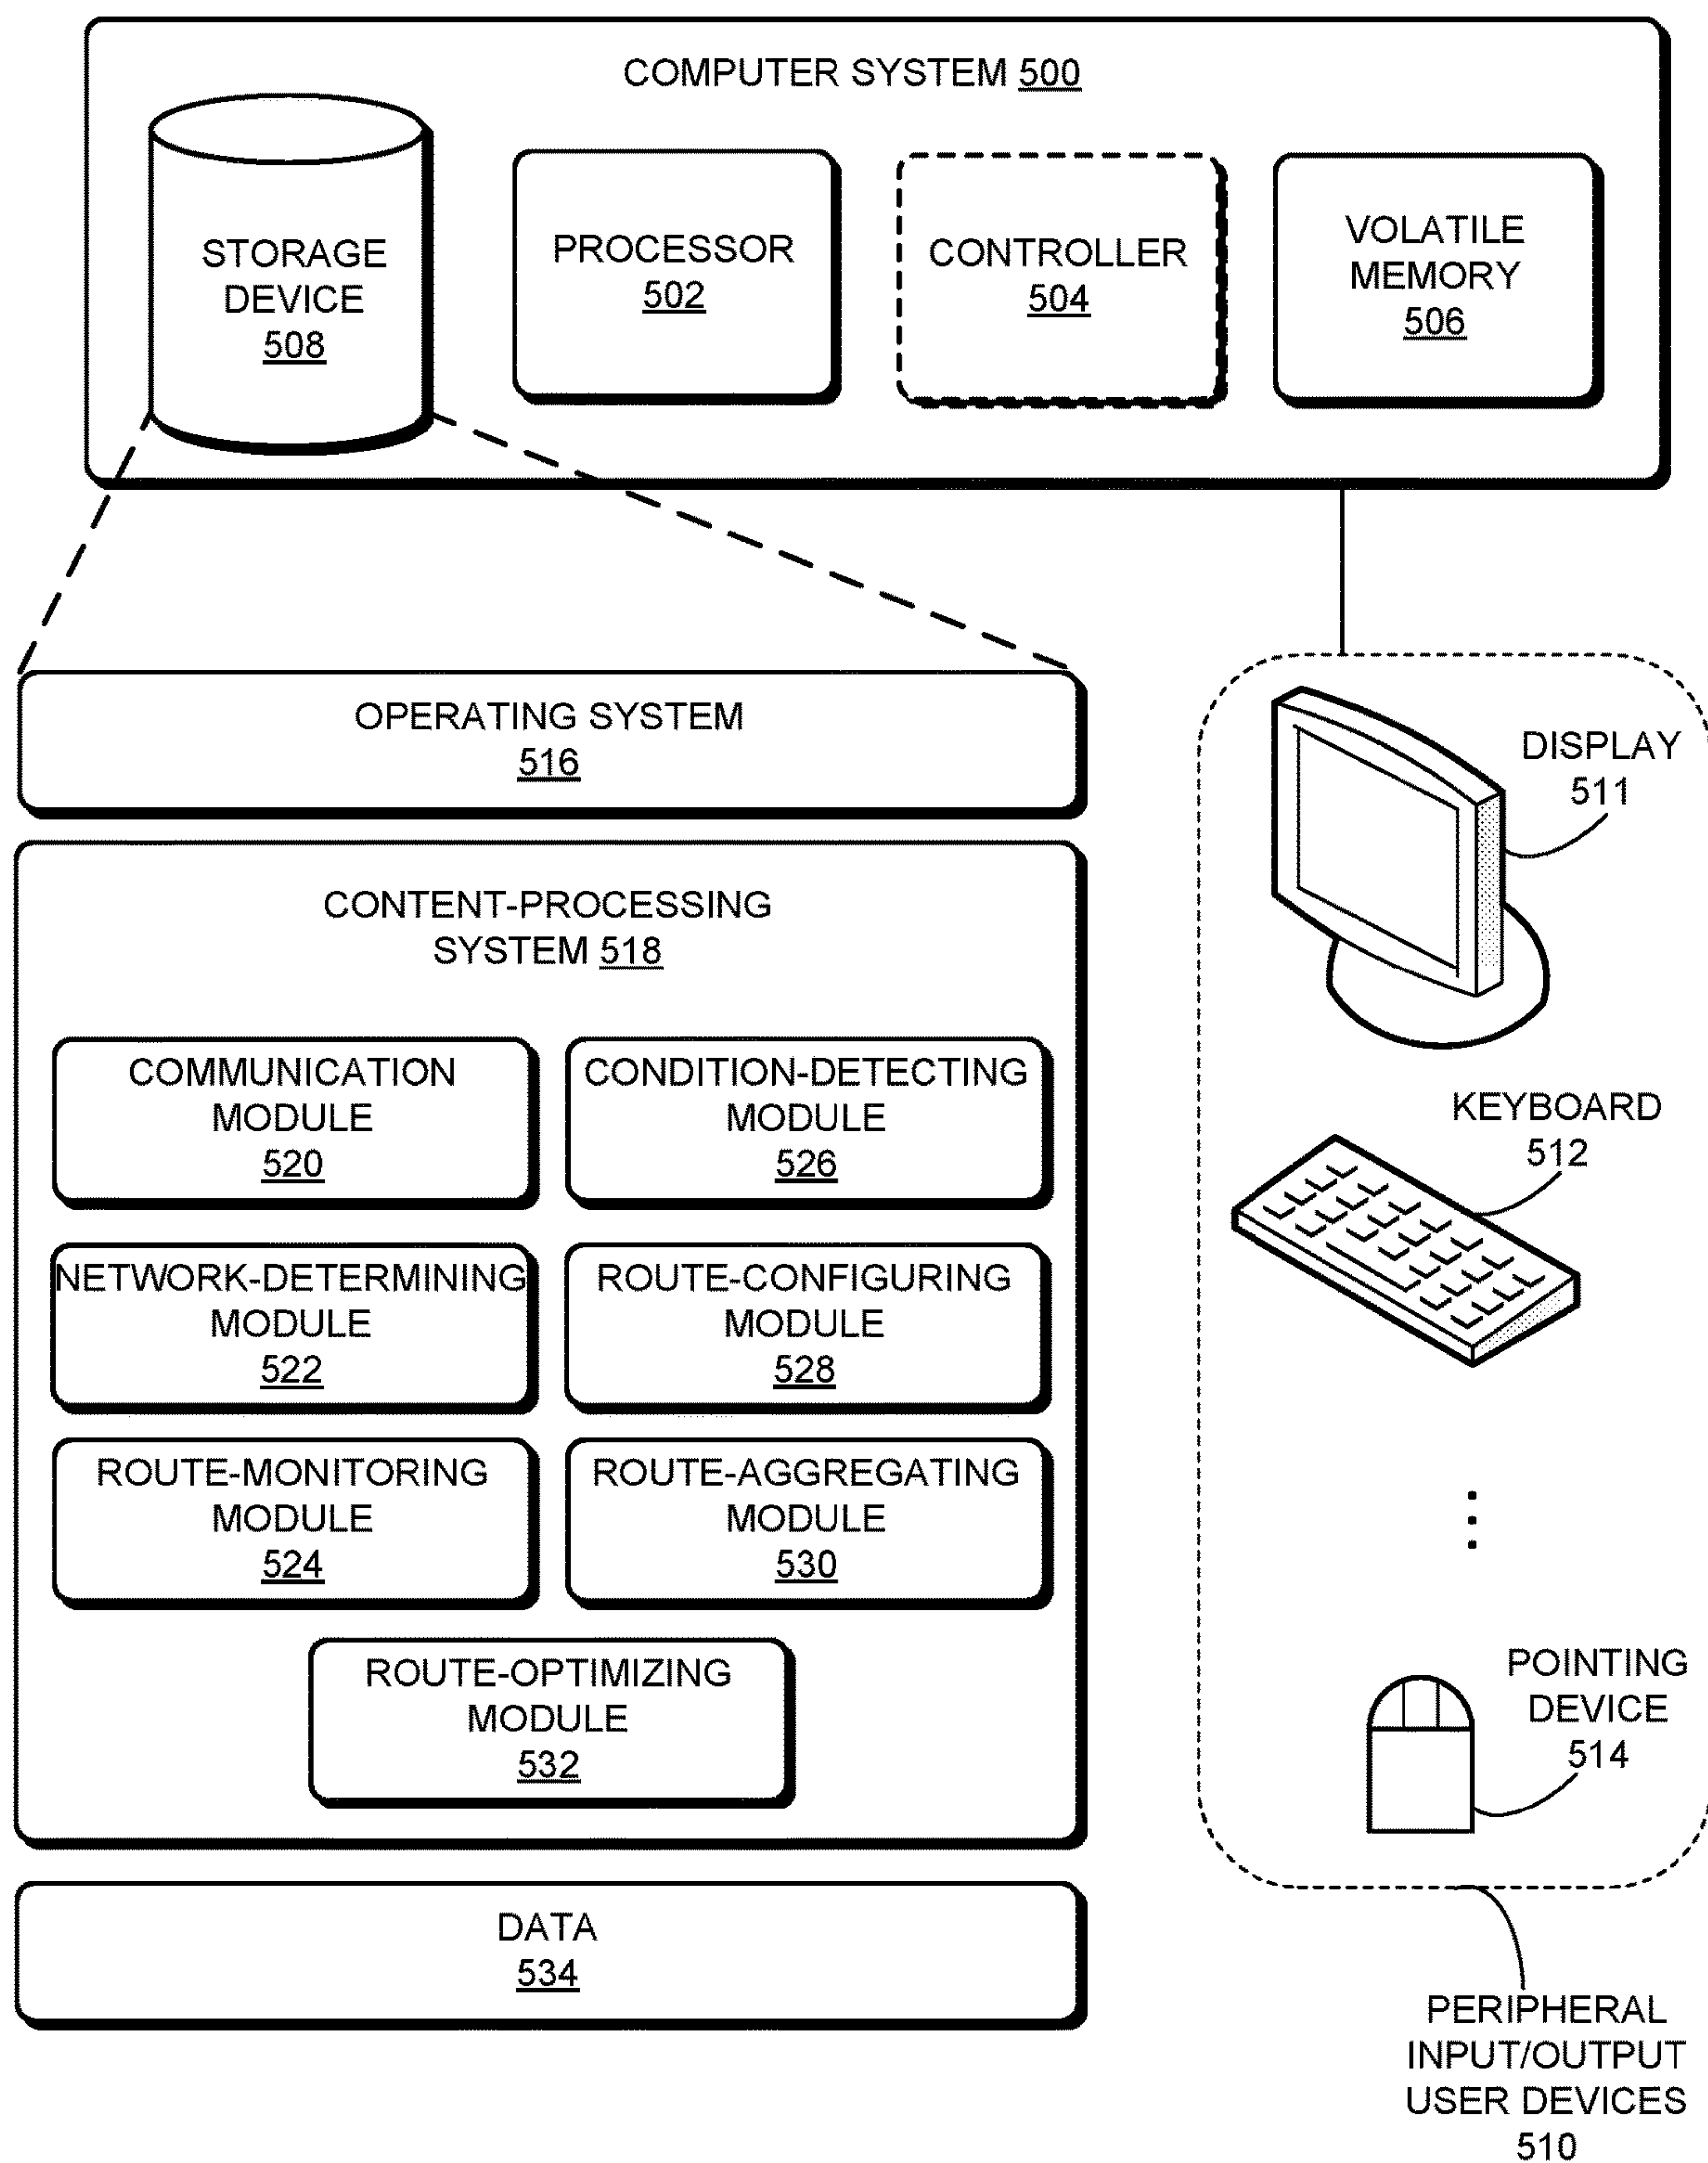 COMPUTER SYSTEM 500
STORAGE
DEVICE
508
PROCESSOR
502
CONTROLLER
504
VOLATILE
MEMORY
506
OPERATING SYSTEM
516
CONTENT-PROCESSING
SYSTEM 518
COMMUNICATION
MODULE
520
CONDITION-DETECTING
MODULE
526
NETWORK-DETERMINING
MODULE
522
ROUTE-CONFIGURING
MODULE
528
ROUTE-MONITORING
MODULE
524
ROUTE-AGGREGATING
MODULE
530
ROUTE-OPTIMIZING
MODULE
532
DATA
534
DISPLAY
511
KEYBOARD
512
POINTING
DEVICE
514
PERIPHERAL
INPUT/OUTPUT
USER DEVICES
510